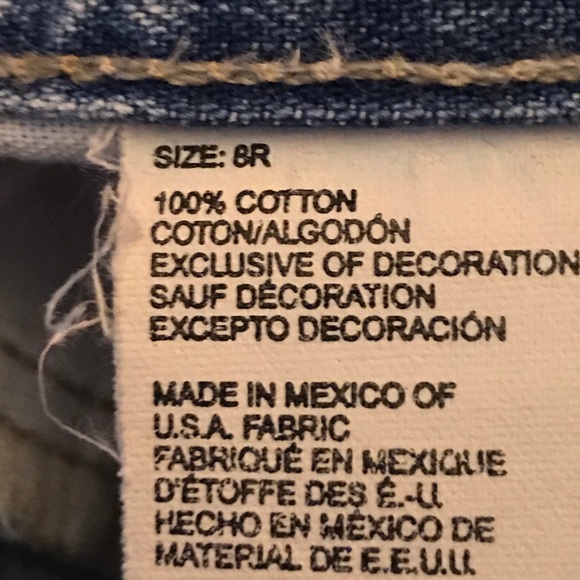 SIZE: 8R
100% COTTON
COTON/ALGODÓN
EXCLUSIVE OF DECORATION
SAUF DÉCORATION
EXCEPTO DECORACIÓN
MADE IN MEXICO OF
U.S.A. FABRIC
FABRIQUÉ EN MEXIQUE
D'ÉTOFFE DES É.-U.
HECHO EN MÉXICO DE
MATERIAL DE E.E.U.U.